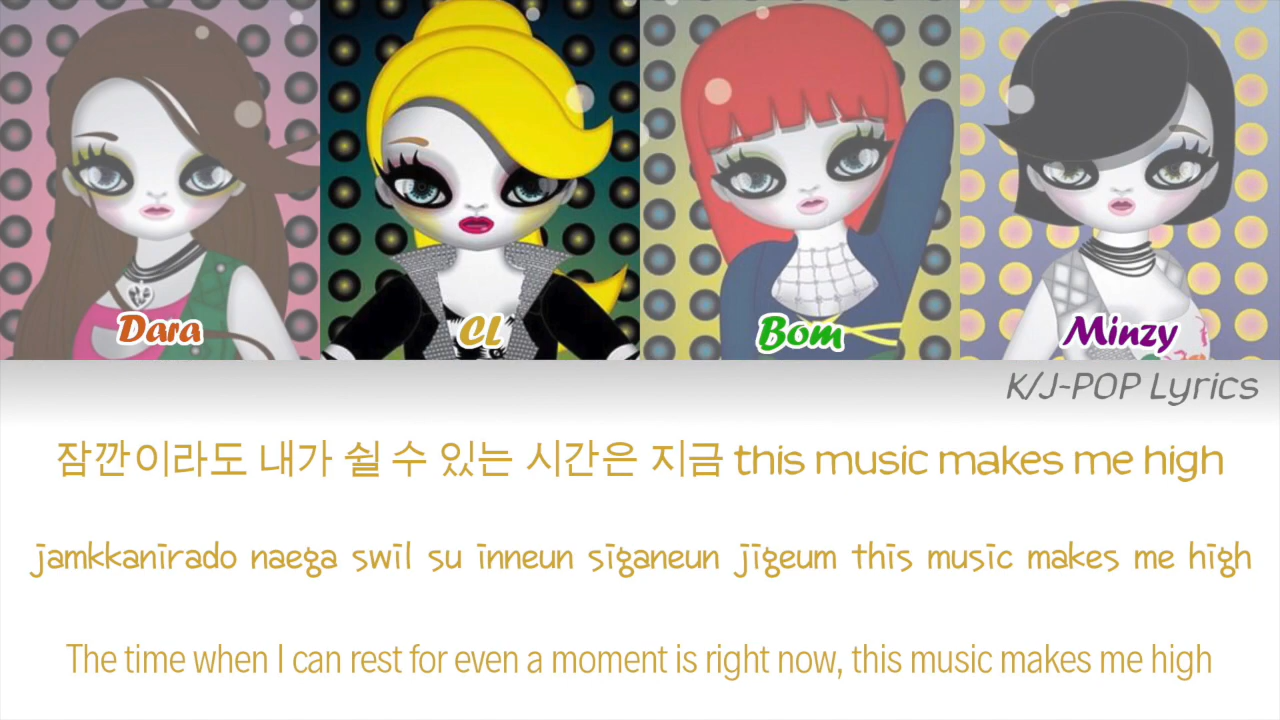 Dara
CL
Bom
Minzy
K/J-POP Lyrics
잠깐이라도 내가 쉴 수 있는 시간은 지금 this music makes me high
jamkkanirado naega swil su inneun siganeun jigeum this music makes me high
The time when I can rest for even a moment is right now, this music makes me high